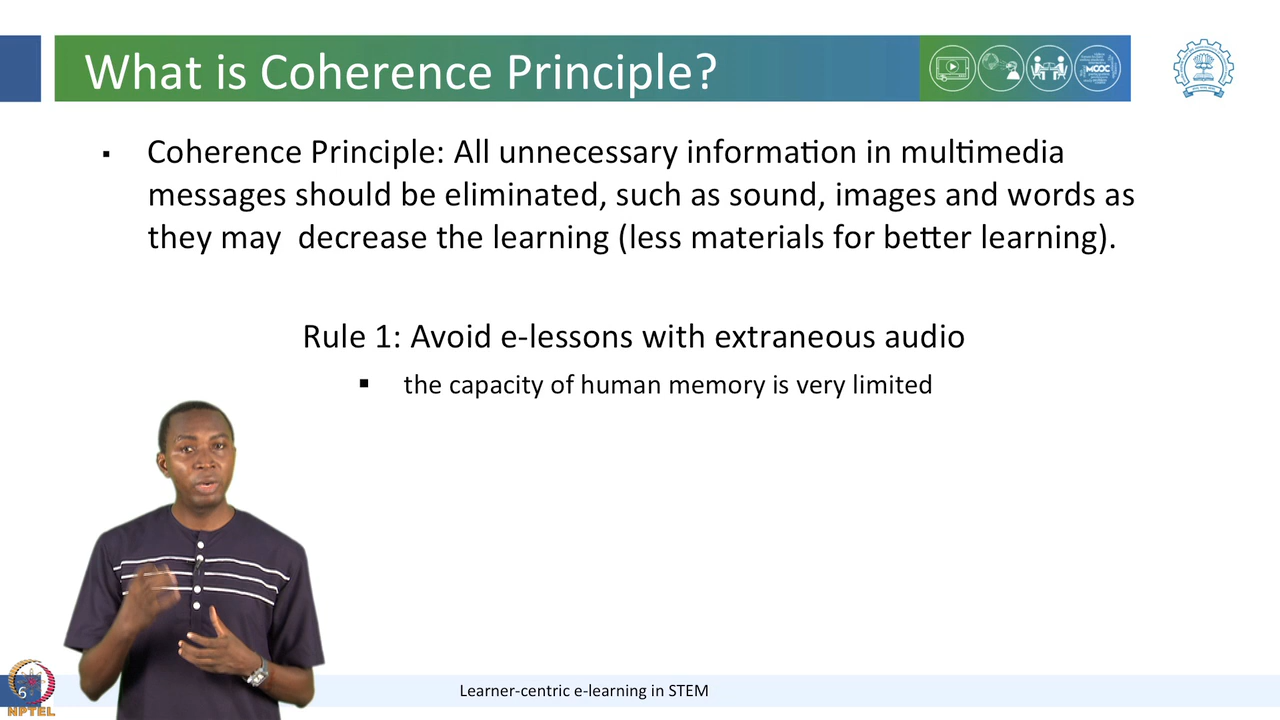 What is Coherence Principle?
MOOC
▪ Coherence Principle: All unnecessary information in multimedia
messages should be eliminated, such as sound, images and words as
they may decrease the learning (less materials for better learning).
Rule 1: Avoid e-lessons with extraneous audio
▪ the capacity of human memory is very limited
6
NPTEL
Learner-centric e-learning in STEM